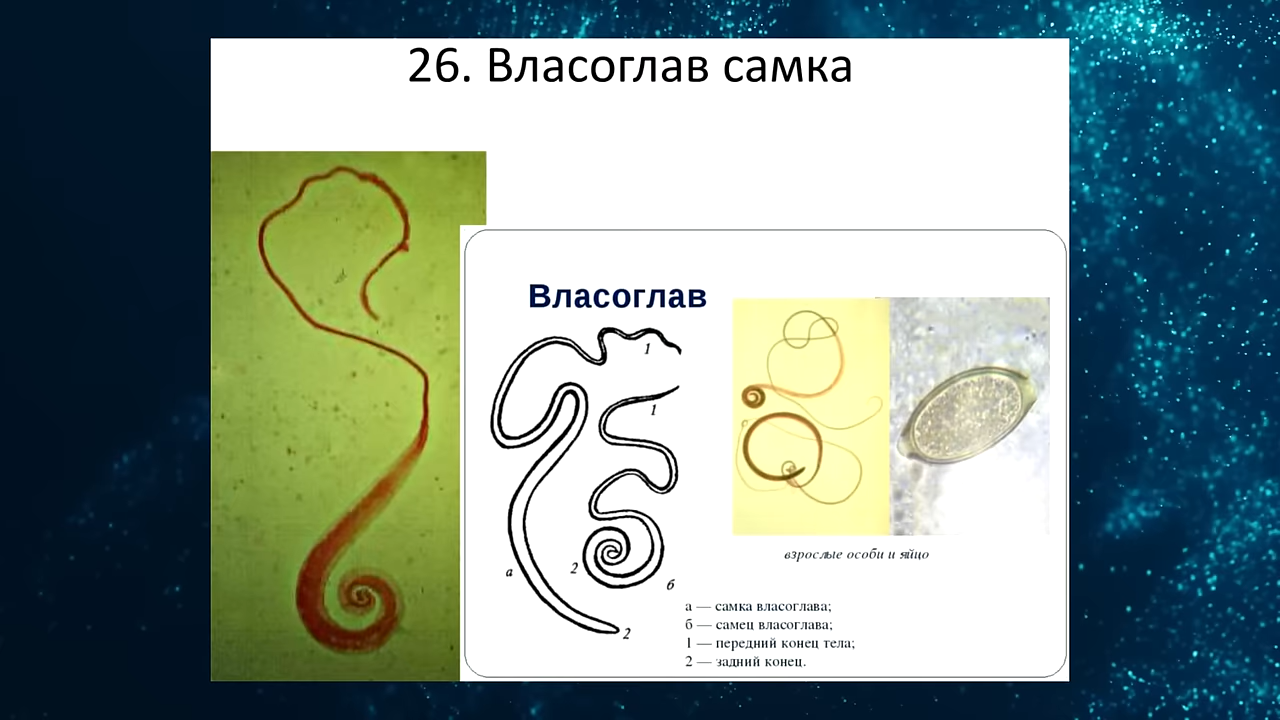 26. Власоглав самка
Власоглав
1
1
2
а
б
2
взрослые особи и яйцо
а — самка власоглава;
б — самец власоглава;
1 — передний конец тела;
2 — задний конец.